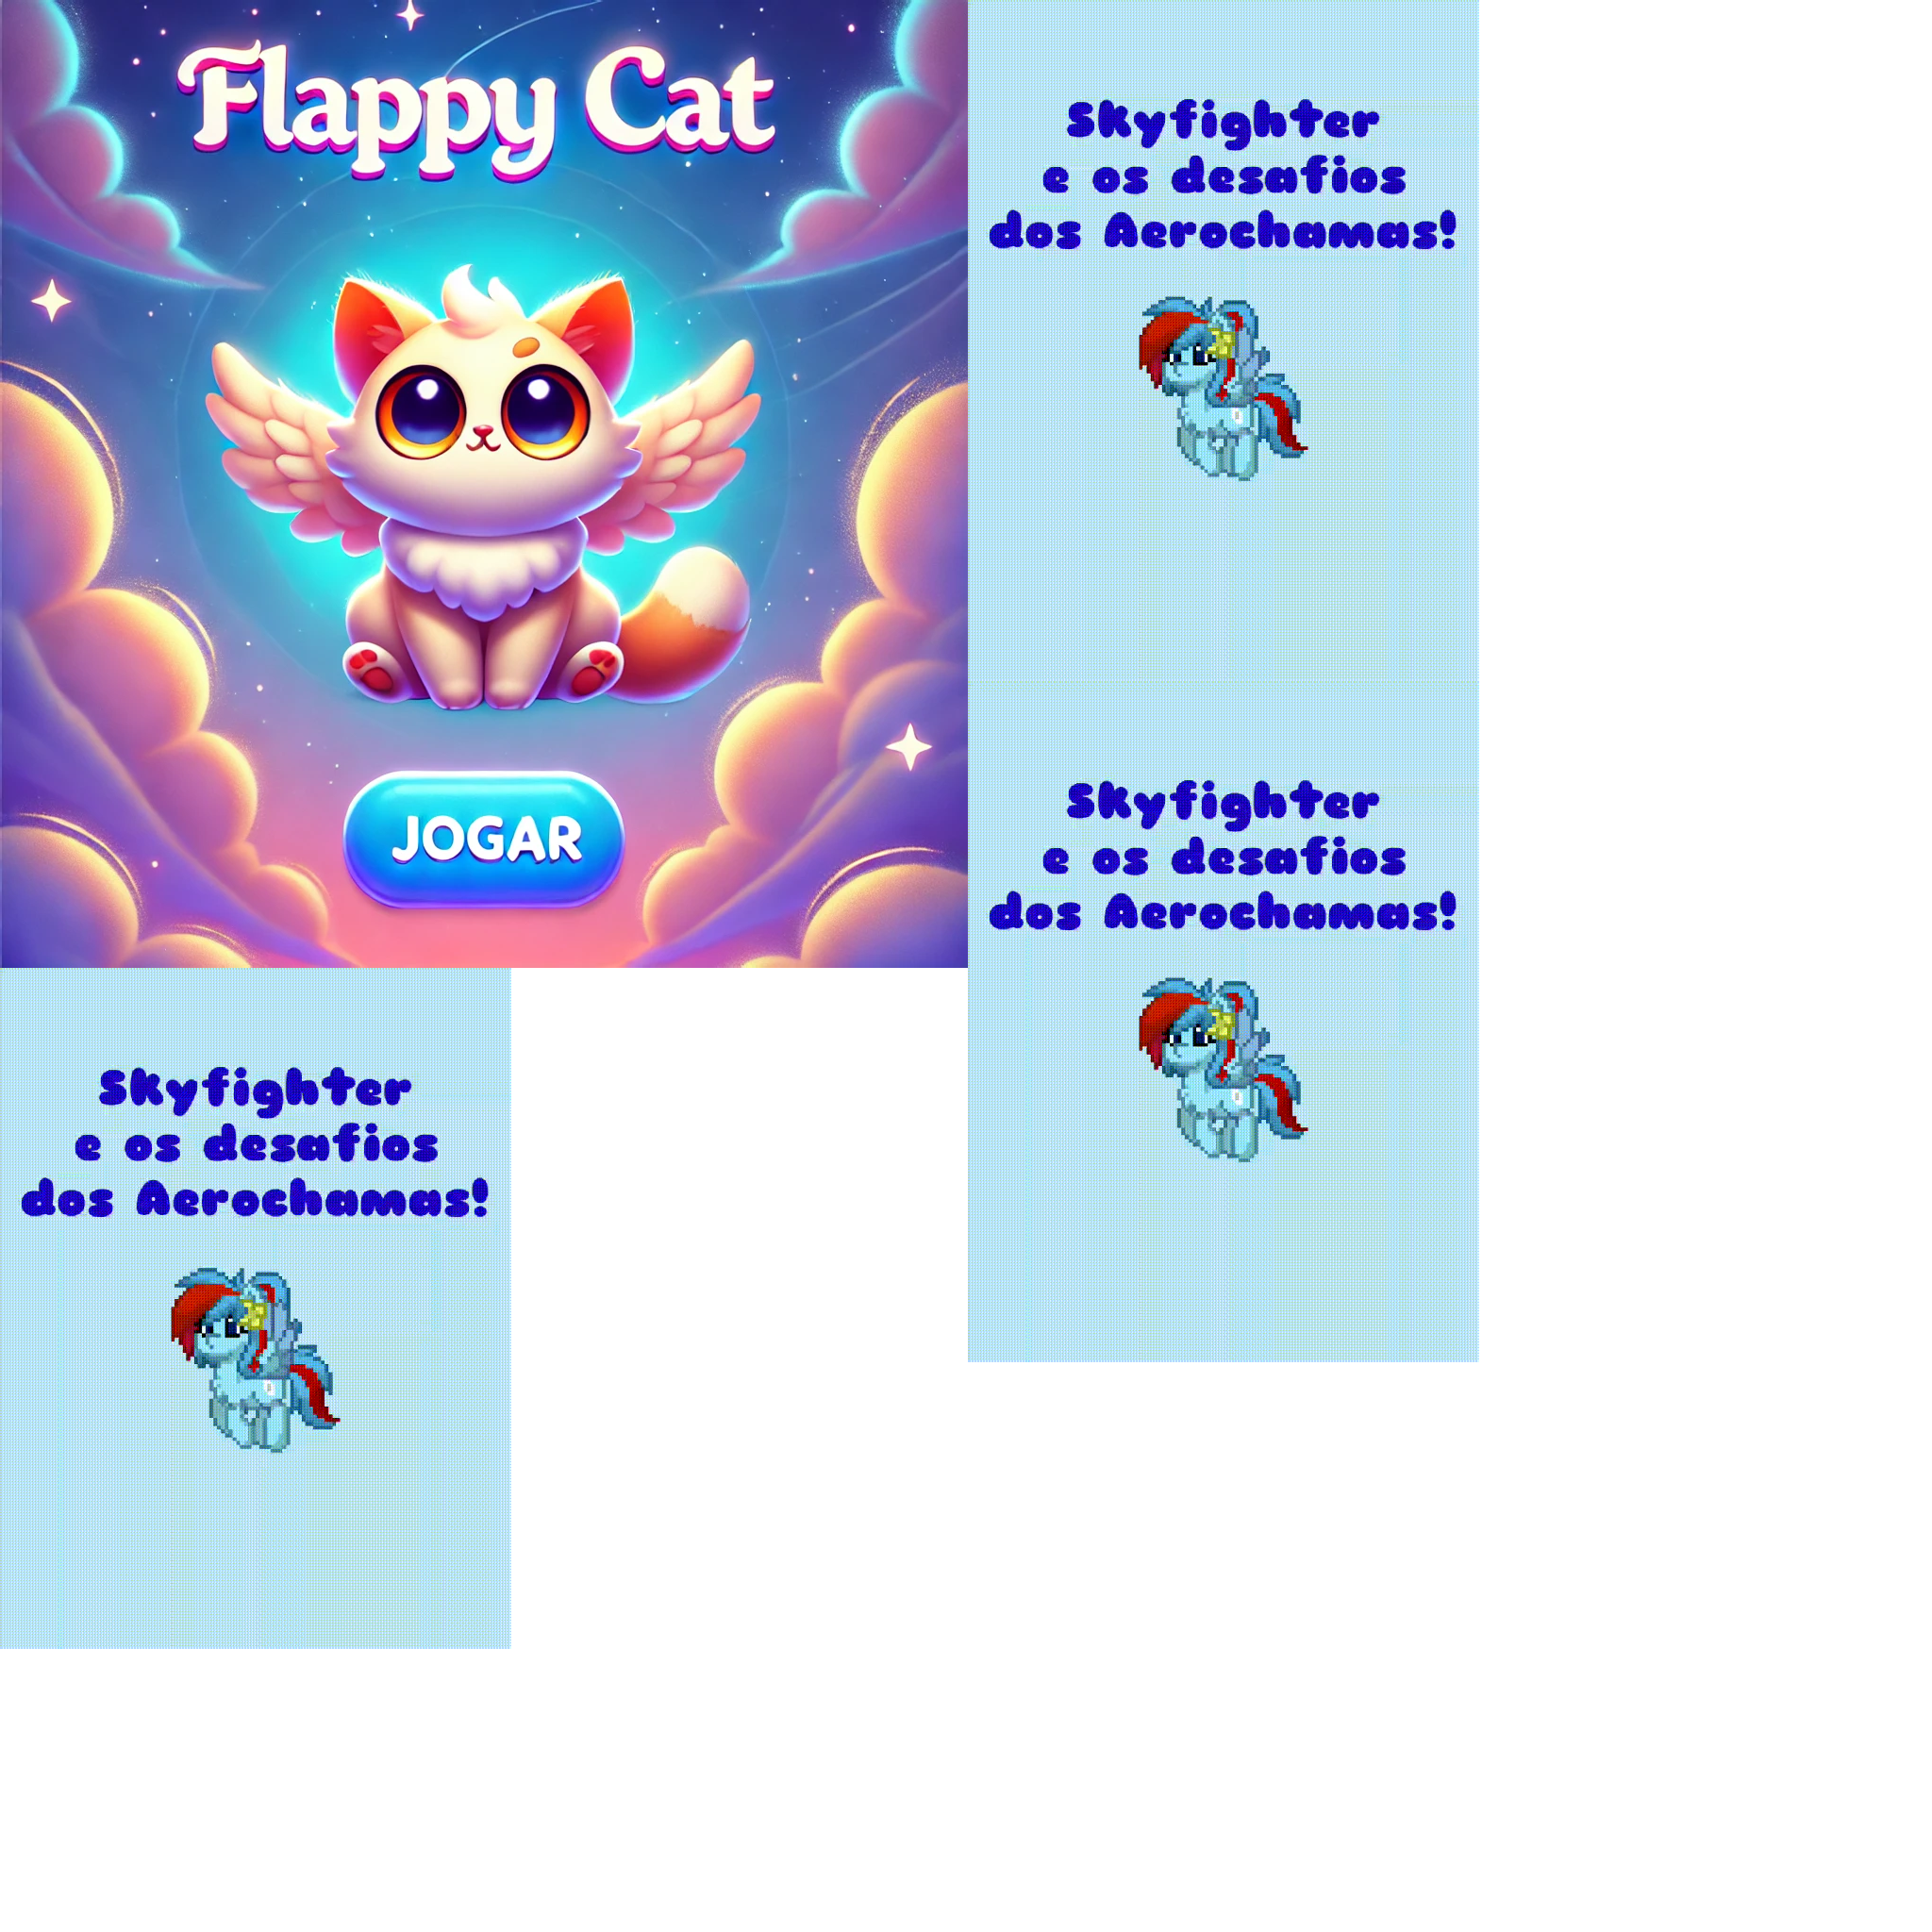 Flappy Cat
JOGAR
Skyfighter
e os desafios
dos Aerochamas!
Skyfighter
e os desafios
dos Aerochamas!
Skyfighter
e os desafios
dos Aerochamas!